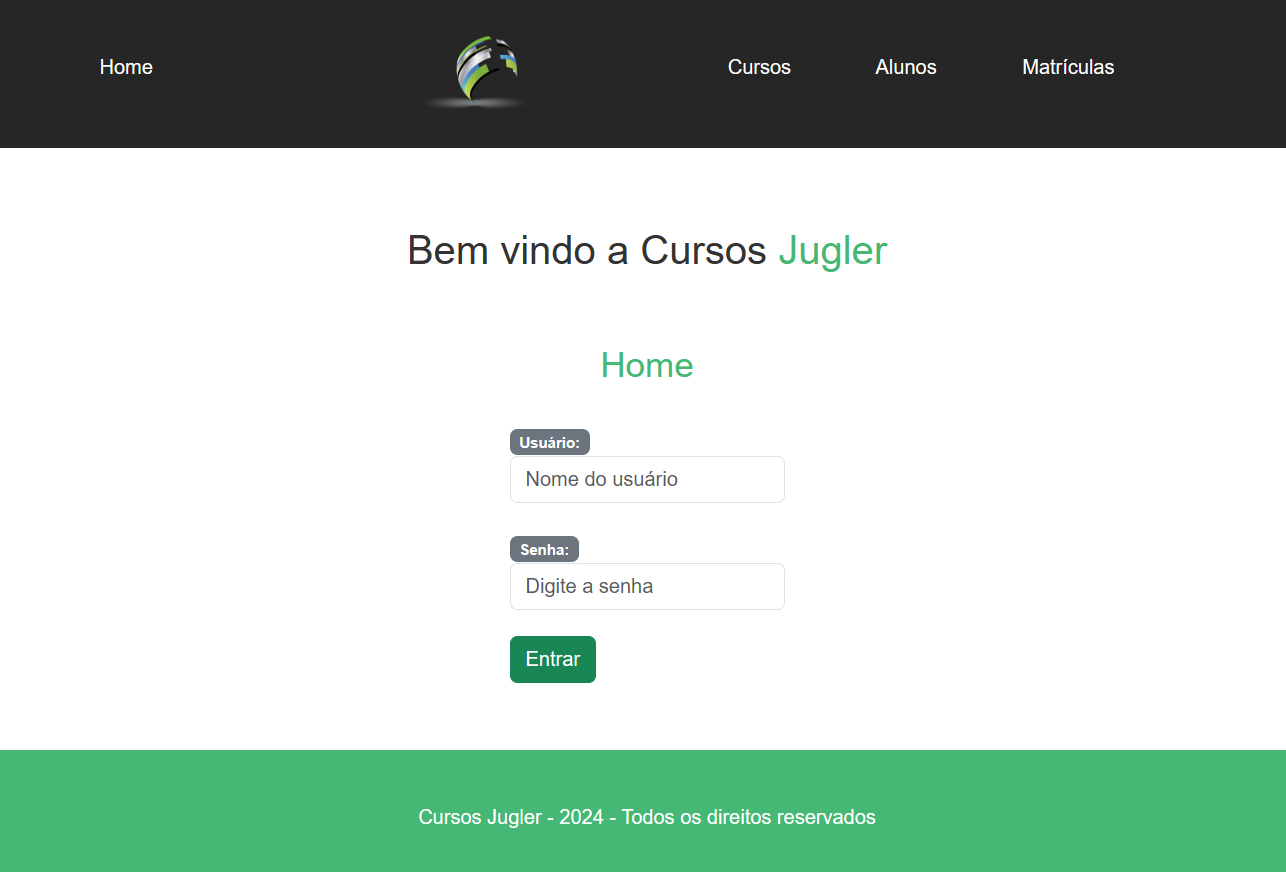 Home
Cursos
Alunos
Matrículas
Bem vindo a Cursos Jugler
Home
Usuário:
Nome do usuário
Senha:
Digite a senha
Entrar
Cursos Jugler - 2024 - Todos os direitos reservados